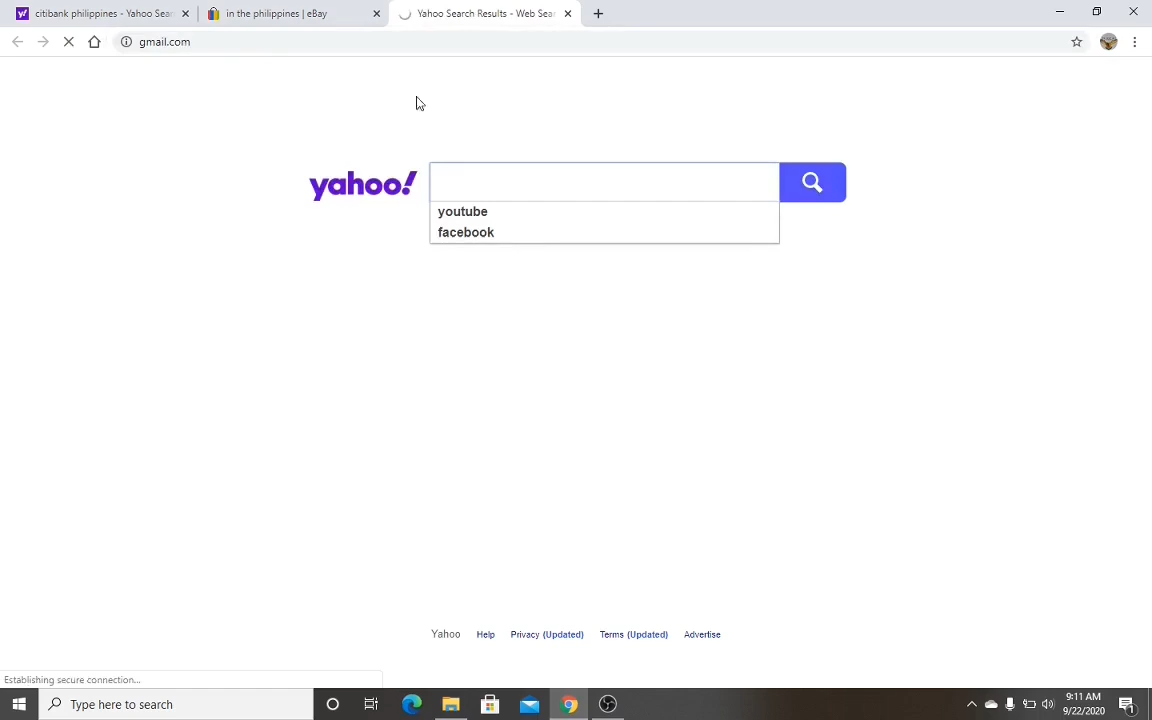 citibank philippines - Yahoo Sear
in the philippines | eBay
Yahoo Search Results - Web Sear
gmail.com
yahoo!
youtube
facebook
Yahoo Help Privacy (Updated) Terms (Updated) Advertise
Establishing secure connection...
Type here to search
9:11 AM
9/22/2020
1